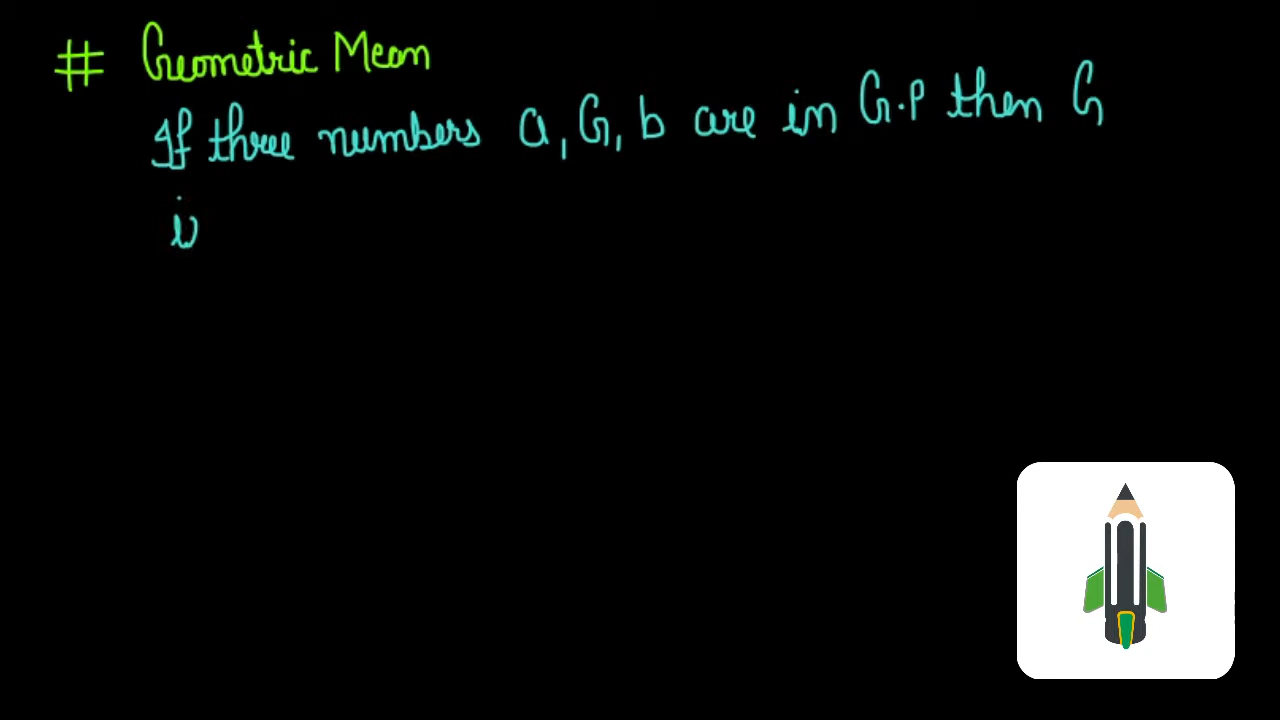 # Geometric Mean
If three numbers a, G, b are in G.P then G
is